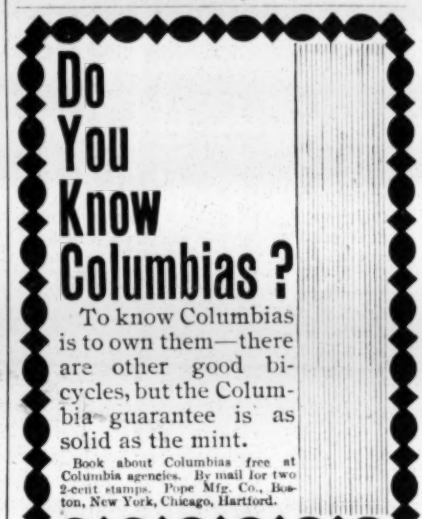 Do
You
Know
Columbias ?
To know Columbias
is to own them—there
are other good bi-
cycles, but the Colum-
bia guarantee is as
solid as the mint.
Book about Columbias free at
Columbia agencies. By mail for two
2-cent stamps. Pope Mfg. Co., Bos-
ton, New York, Chicago, Hartford.